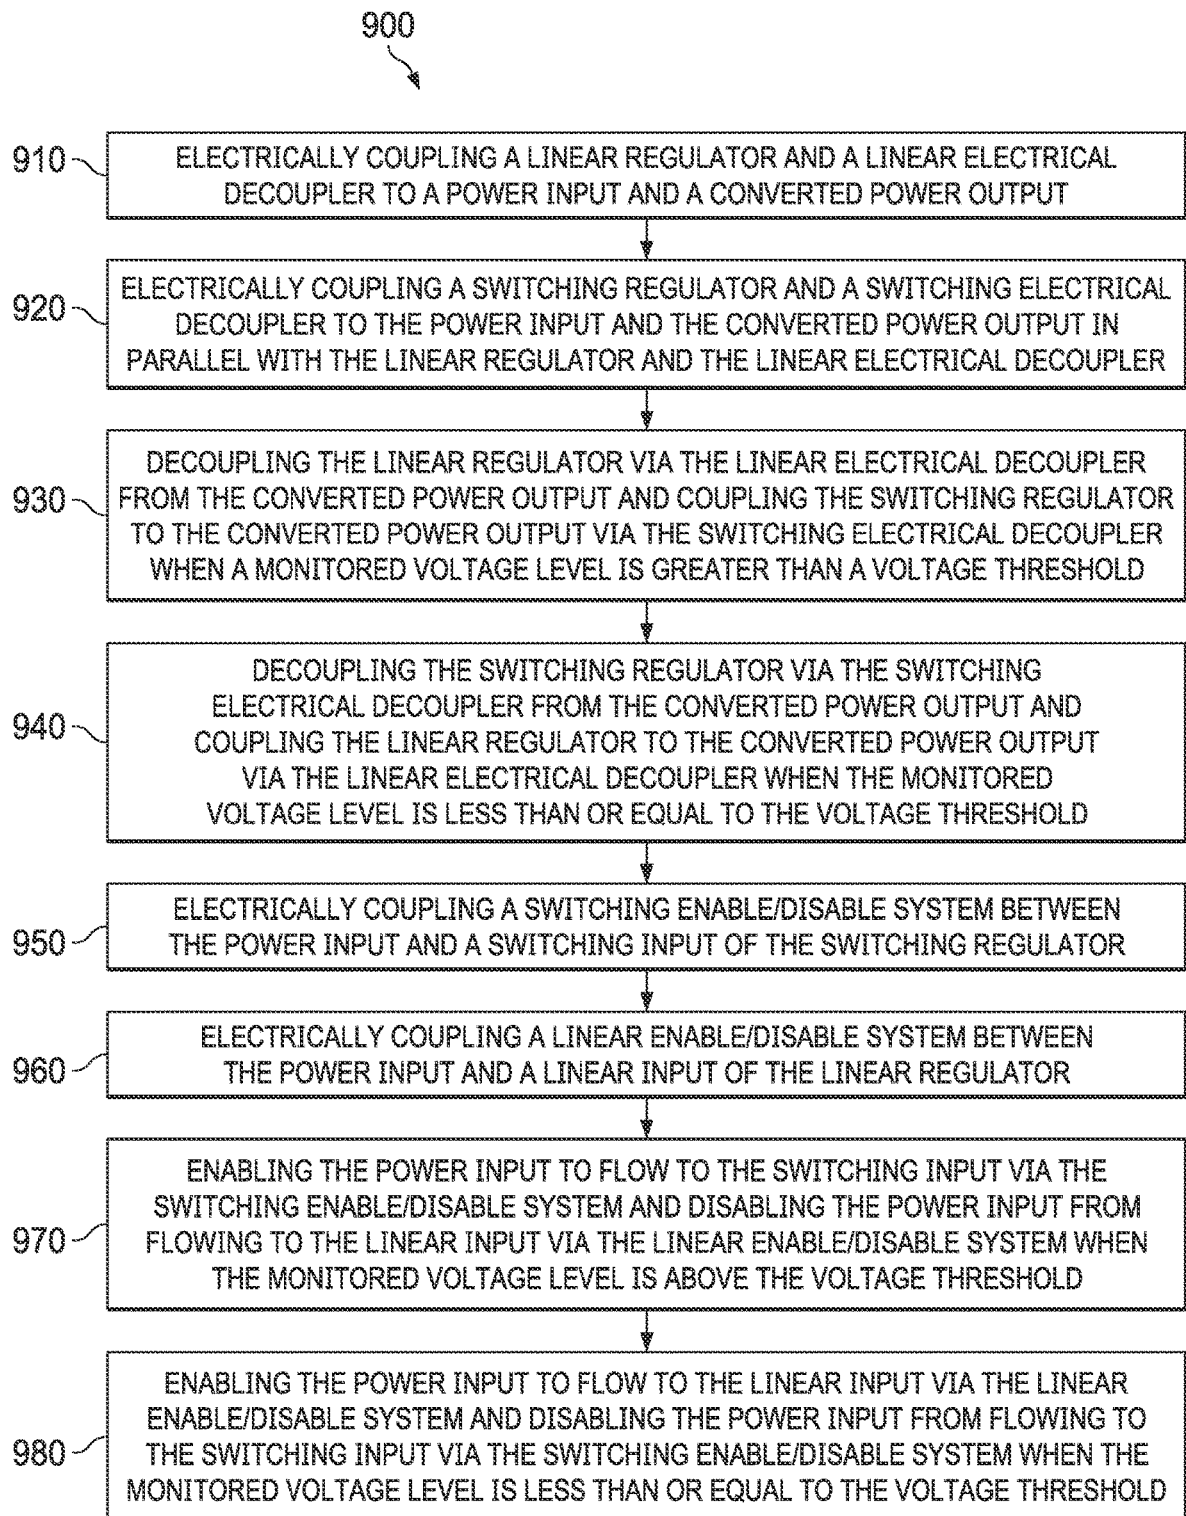 900
910
ELECTRICALLY COUPLING A LINEAR REGULATOR AND A LINEAR ELECTRICAL
DECOUPLER TO A POWER INPUT AND A CONVERTED POWER OUTPUT
920
ELECTRICALLY COUPLING A SWITCHING REGULATOR AND A SWITCHING ELECTRICAL
DECOUPLER TO THE POWER INPUT AND THE CONVERTED POWER OUTPUT IN
PARALLEL WITH THE LINEAR REGULATOR AND THE LINEAR ELECTRICAL DECOUPLER
930
DECOUPLING THE LINEAR REGULATOR VIA THE LINEAR ELECTRICAL DECOUPLER
FROM THE CONVERTED POWER OUTPUT AND COUPLING THE SWITCHING REGULATOR
TO THE CONVERTED POWER OUTPUT VIA THE SWITCHING ELECTRICAL DECOUPLER
WHEN A MONITORED VOLTAGE LEVEL IS GREATER THAN A VOLTAGE THRESHOLD
940
DECOUPLING THE SWITCHING REGULATOR VIA THE SWITCHING
ELECTRICAL DECOUPLER FROM THE CONVERTED POWER OUTPUT AND
COUPLING THE LINEAR REGULATOR TO THE CONVERTED POWER OUTPUT
VIA THE LINEAR ELECTRICAL DECOUPLER WHEN THE MONITORED
VOLTAGE LEVEL IS LESS THAN OR EQUAL TO THE VOLTAGE THRESHOLD
950
ELECTRICALLY COUPLING A SWITCHING ENABLE/DISABLE SYSTEM BETWEEN
THE POWER INPUT AND A SWITCHING INPUT OF THE SWITCHING REGULATOR
960
ELECTRICALLY COUPLING A LINEAR ENABLE/DISABLE SYSTEM BETWEEN
THE POWER INPUT AND A LINEAR INPUT OF THE LINEAR REGULATOR
970
ENABLING THE POWER INPUT TO FLOW TO THE SWITCHING INPUT VIA THE
SWITCHING ENABLE/DISABLE SYSTEM AND DISABLING THE POWER INPUT FROM
FLOWING TO THE LINEAR INPUT VIA THE LINEAR ENABLE/DISABLE SYSTEM WHEN
THE MONITORED VOLTAGE LEVEL IS ABOVE THE VOLTAGE THRESHOLD
980
ENABLING THE POWER INPUT TO FLOW TO THE LINEAR INPUT VIA THE LINEAR
ENABLE/DISABLE SYSTEM AND DISABLING THE POWER INPUT FROM FLOWING TO
THE SWITCHING INPUT VIA THE SWITCHING ENABLE/DISABLE SYSTEM WHEN THE
MONITORED VOLTAGE LEVEL IS LESS THAN OR EQUAL TO THE VOLTAGE THRESHOLD